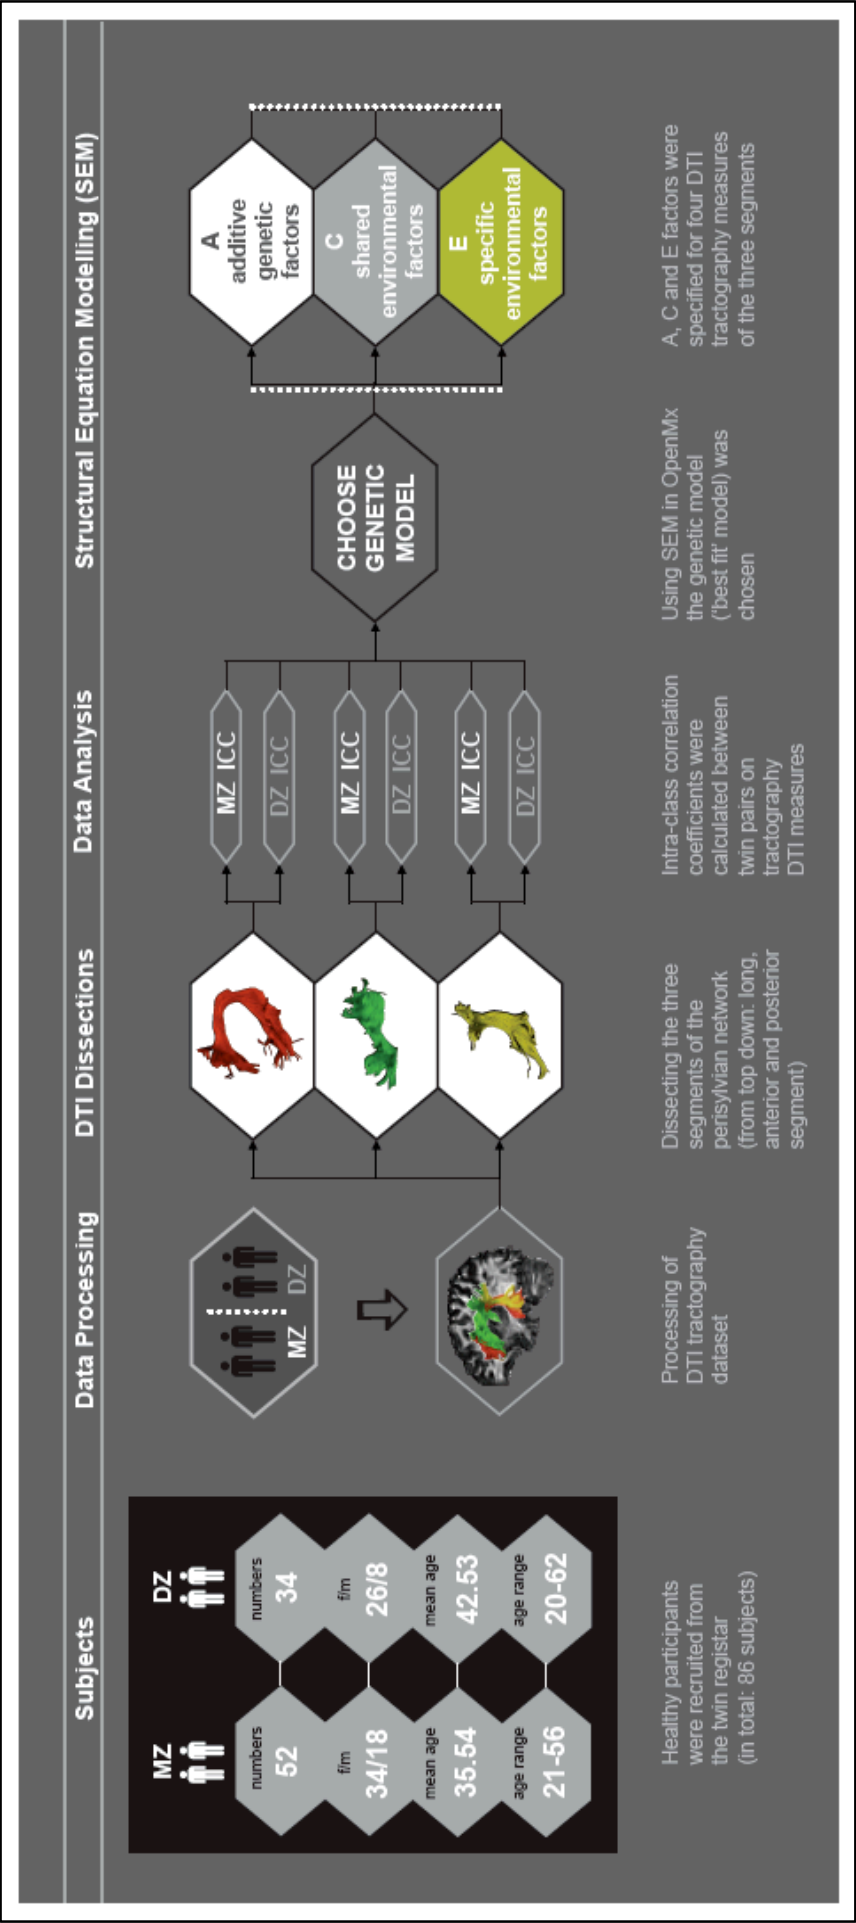 Subjects
Data Processing
DTI Dissections
Data Analysis
Structural Equation Modelling (SEM)
MZ
DZ
numbers
52
numbers
34
f/m
34/18
f/m
26/8
mean age
35.54
mean age
42.53
age range
21-56
age range
20-62
MZ
DZ
MZ ICC
DZ ICC
MZ ICC
DZ ICC
MZ ICC
DZ ICC
CHOOSE
GENETIC
MODEL
A
additive
genetic
factors
C
shared
environmental
factors
E
specific
environmental
factors
Healthy participants
were recruited from
the twin registar
(in total: 86 subjects)
Processing of
DTI tractography
dataset
Dissecting the three
segments of the
perisylvian network
(from top down: long,
anterior and posterior
segment)
Intra-class correlation
coefficients were
calculated between
twin pairs on
tractography
DTI measures
Using SEM in OpenMx
the genetic model
('best fit' model) was
chosen
A, C and E factors were
specified for four DTI
tractography measures
of the three segments